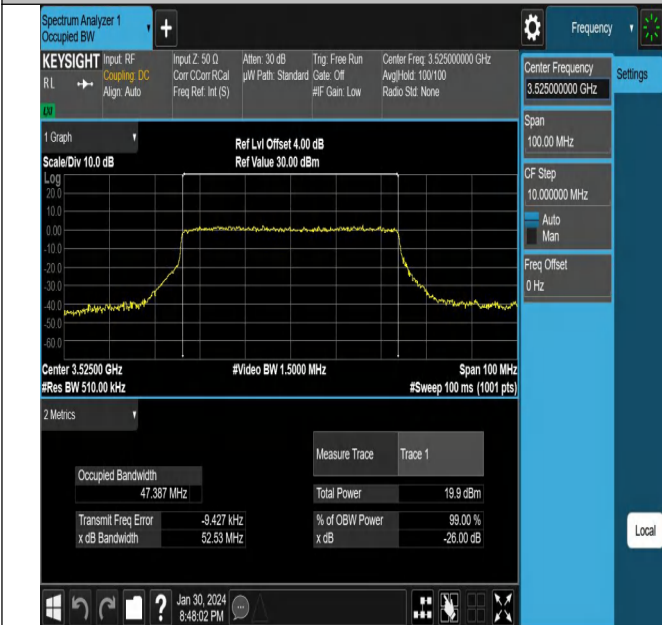 Spectrum Analyzer 1
Occupied BW
+
Frequency
KEYSIGHT
RL
Input: RF
Coupling: DC
Align: Auto
Input Z: 50 Ω
Corr CCorr RCal
Freq Ref: Int (S)
Atten: 30 dB
µW Path: Standard
Trig: Free Run
Gate: Off
#IF Gain: Low
Center Freq: 3.525000000 GHz
Avg|Hold: 100/100
Radio Std: None
Center Frequency
3.525000000 GHz
Settings
Span
100.00 MHz
CF Step
10.000000 MHz
Auto
Man
Freq Offset
0 Hz
1 Graph
Scale/Div 10.0 dB
Ref Lvl Offset 4.00 dB
Ref Value 30.00 dBm
Log
20.0
10.0
0.00
-10.0
-20.0
-30.0
-40.0
-50.0
-60.0
Center 3.52500 GHz
#Res BW 510.00 kHz
#Video BW 1.5000 MHz
Span 100 MHz
#Sweep 100 ms (1001 pts)
2 Metrics
Measure Trace Trace 1
Occupied Bandwidth
47.387 MHz
Total Power 19.9 dBm
Transmit Freq Error -9.427 kHz
% of OBW Power 99.00 %
x dB Bandwidth 52.53 MHz
x dB -26.00 dB
Local
?
Jan 30, 2024
8:48:02 PM